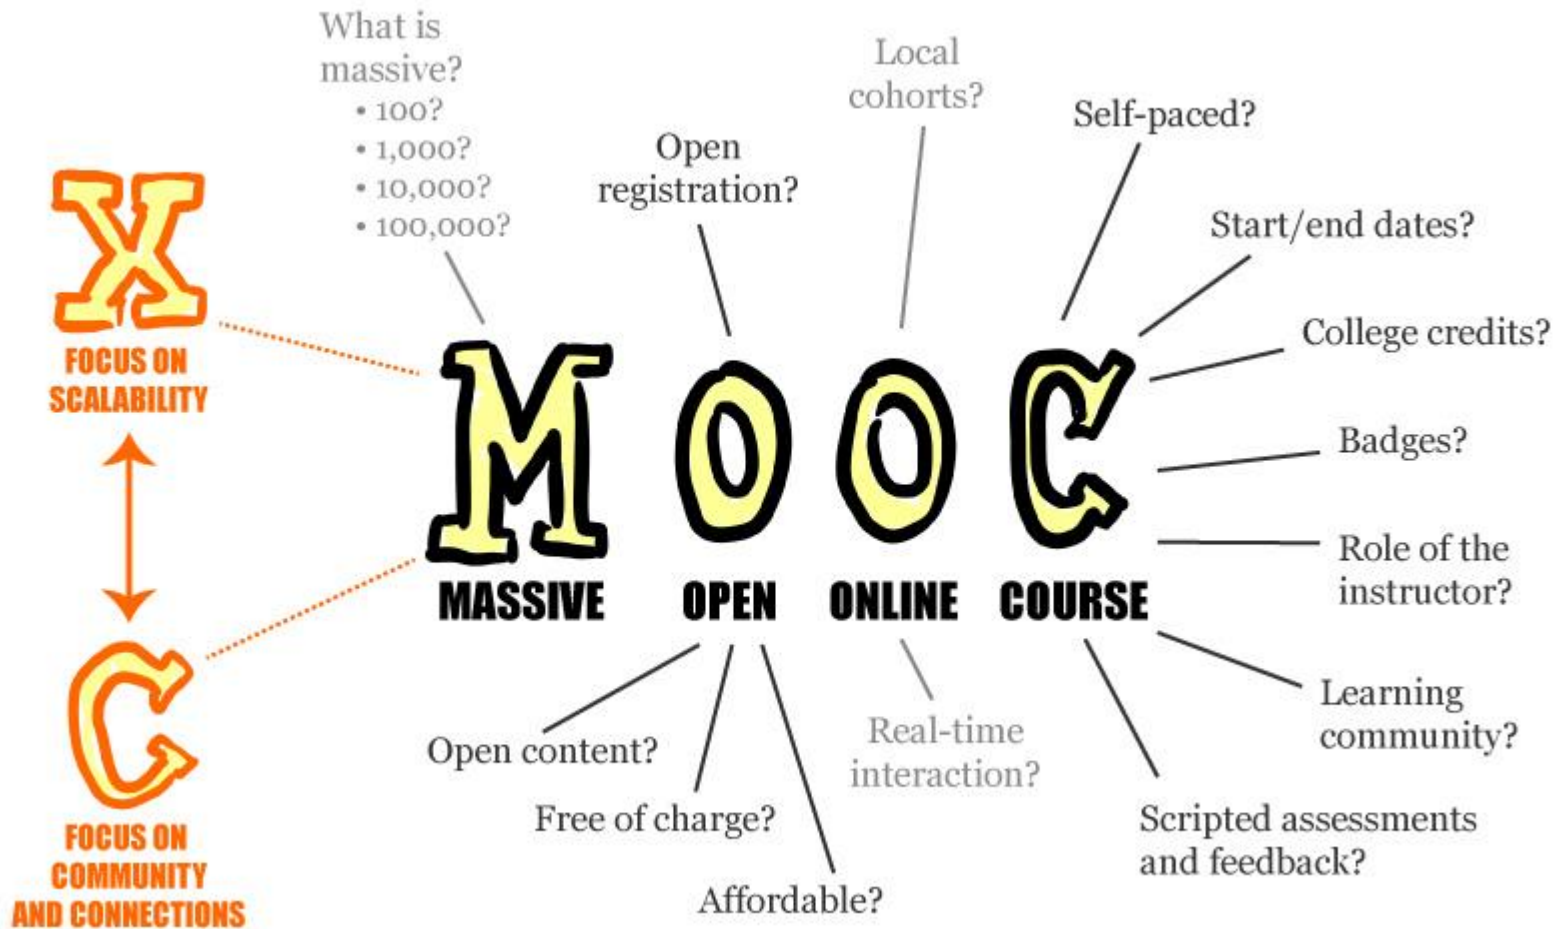 What is
massive?
• 100?
• 1,000?
• 10,000?
• 100,000?
Open
registration?
Local
cohorts?
Self-paced?
Start/end dates?
College credits?
Badges?
Role of the
instructor?
Learning
community?
Scripted assessments
and feedback?
X
FOCUS ON
SCALABILITY
C
FOCUS ON
COMMUNITY
AND CONNECTIONS
MOOC
MASSIVE OPEN ONLINE COURSE
Open content?
Free of charge?
Affordable?
Real-time
interaction?